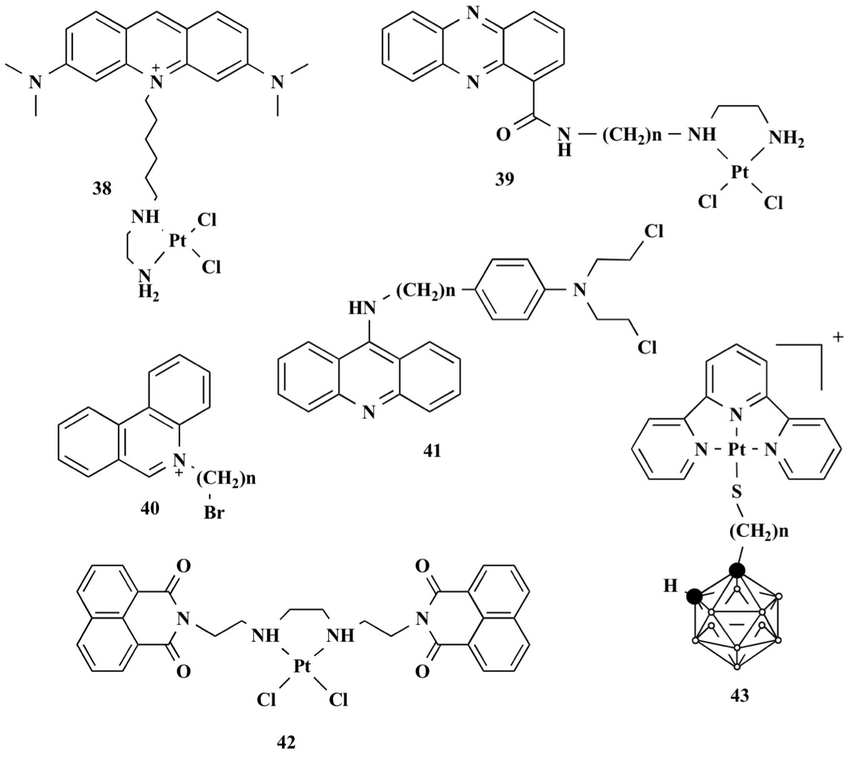 N
+
N
N
38
NH
Cl
Pt
Cl
N
H2
N
N
O
N
H
(CH2)n
NH
NH2
Pt
Cl
Cl
39
HN
(CH2)n
N
Cl
Cl
N
41
N
+
(CH2)n
Br
40
+
N
N
Pt
N
S
(CH2)n
H
43
O
N
O
NH
NH
Pt
Cl
Cl
O
N
O
42